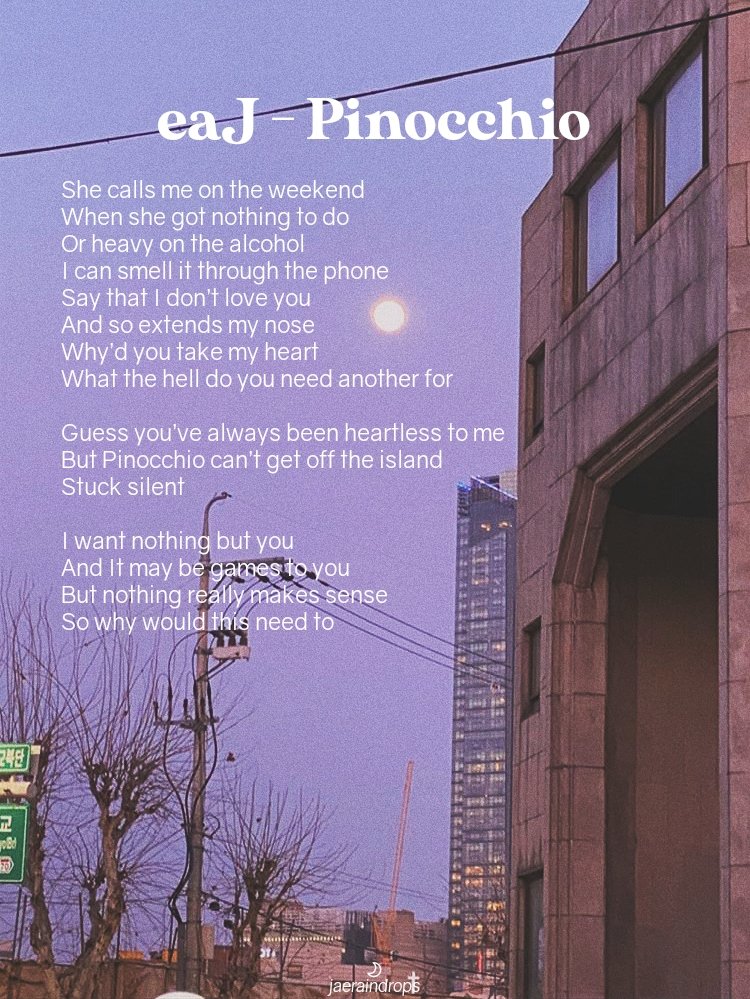 eaJ – Pinocchio
She calls me on the weekend
When she got nothing to do
Or heavy on the alcohol
I can smell it through the phone
Say that I don't love you
And so extends my nose
Why'd you take my heart
What the hell do you need another for
Guess you've always been heartless to me
But Pinocchio can't get off the island
Stuck silent
I want nothing but you
And It may be games to you
But nothing really makes sense
So why would this need to
jaeraindrops